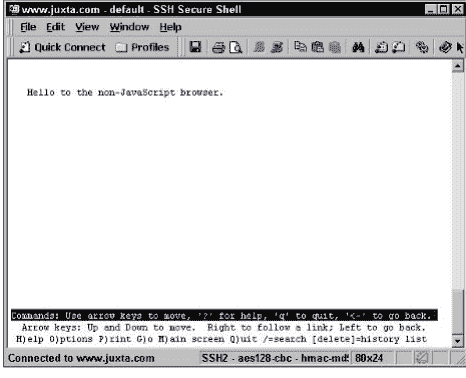 www.juxta.com - default - SSH Secure Shell
File Edit View Window Help
Quick Connect Profiles
Hello to the non-JavaScript browser.
Commands: Use arrow keys to move, '?' for help, 'q' to quit, '<-' to go back.
Arrow keys: Up and Down to move. Right to follow a link; Left to go back.
H)elp O)ptions P)rint G)o M)ain screen Q)uit /=search [delete]=history list
Connected to www.juxta.com SSH2 - aes128-cbc - hmac-md5 80x24